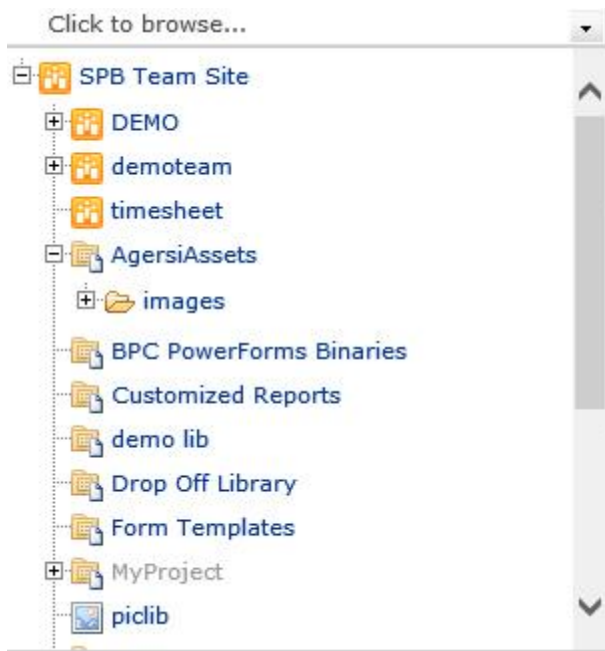 Click to browse...
SPB Team Site
DEMO
demoteam
timesheet
AgersiAssets
images
BPC PowerForms Binaries
Customized Reports
demo lib
Drop Off Library
Form Templates
MyProject
piclib